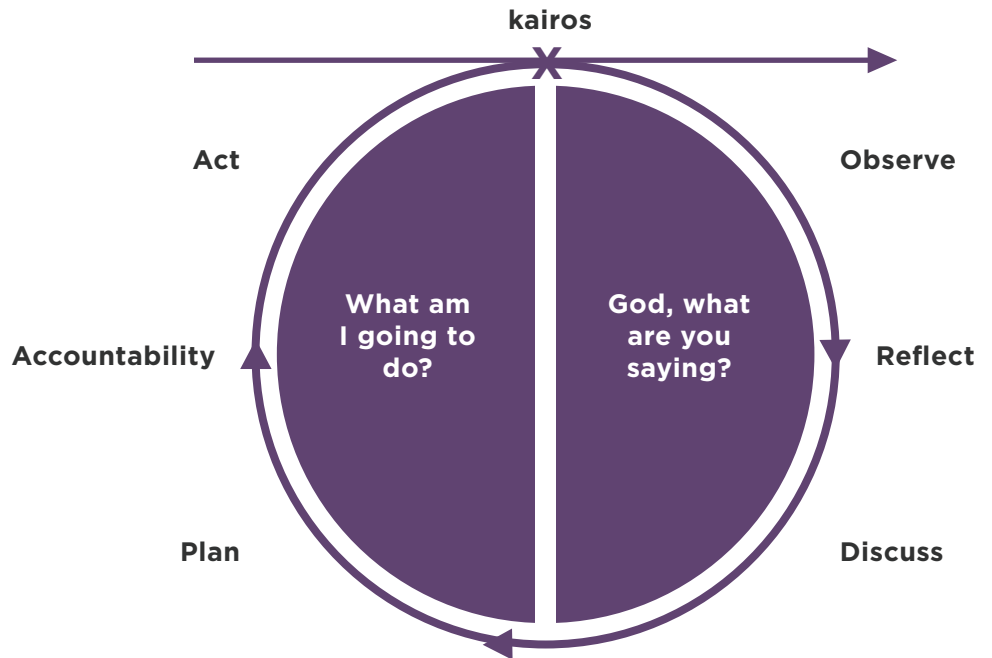 kairos
X
Act
Observe
What am
I going to
do?
God, what
are you
saying?
Accountability
Reflect
Plan
Discuss